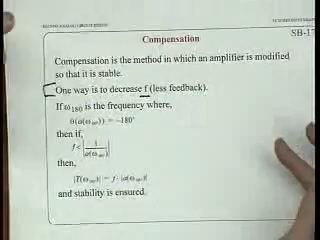 Compensation
SB-17
Compensation is the method in which an amplifier is modified
so that it is stable.
One way is to decrease f (less feedback).
If ω180 is the frequency where,
θ(a(ω180)) = −180°
then if,
f < |1/a(ω180)|
then,
|T(ω180)| = f · |a(ω180)|
and stability is ensured.